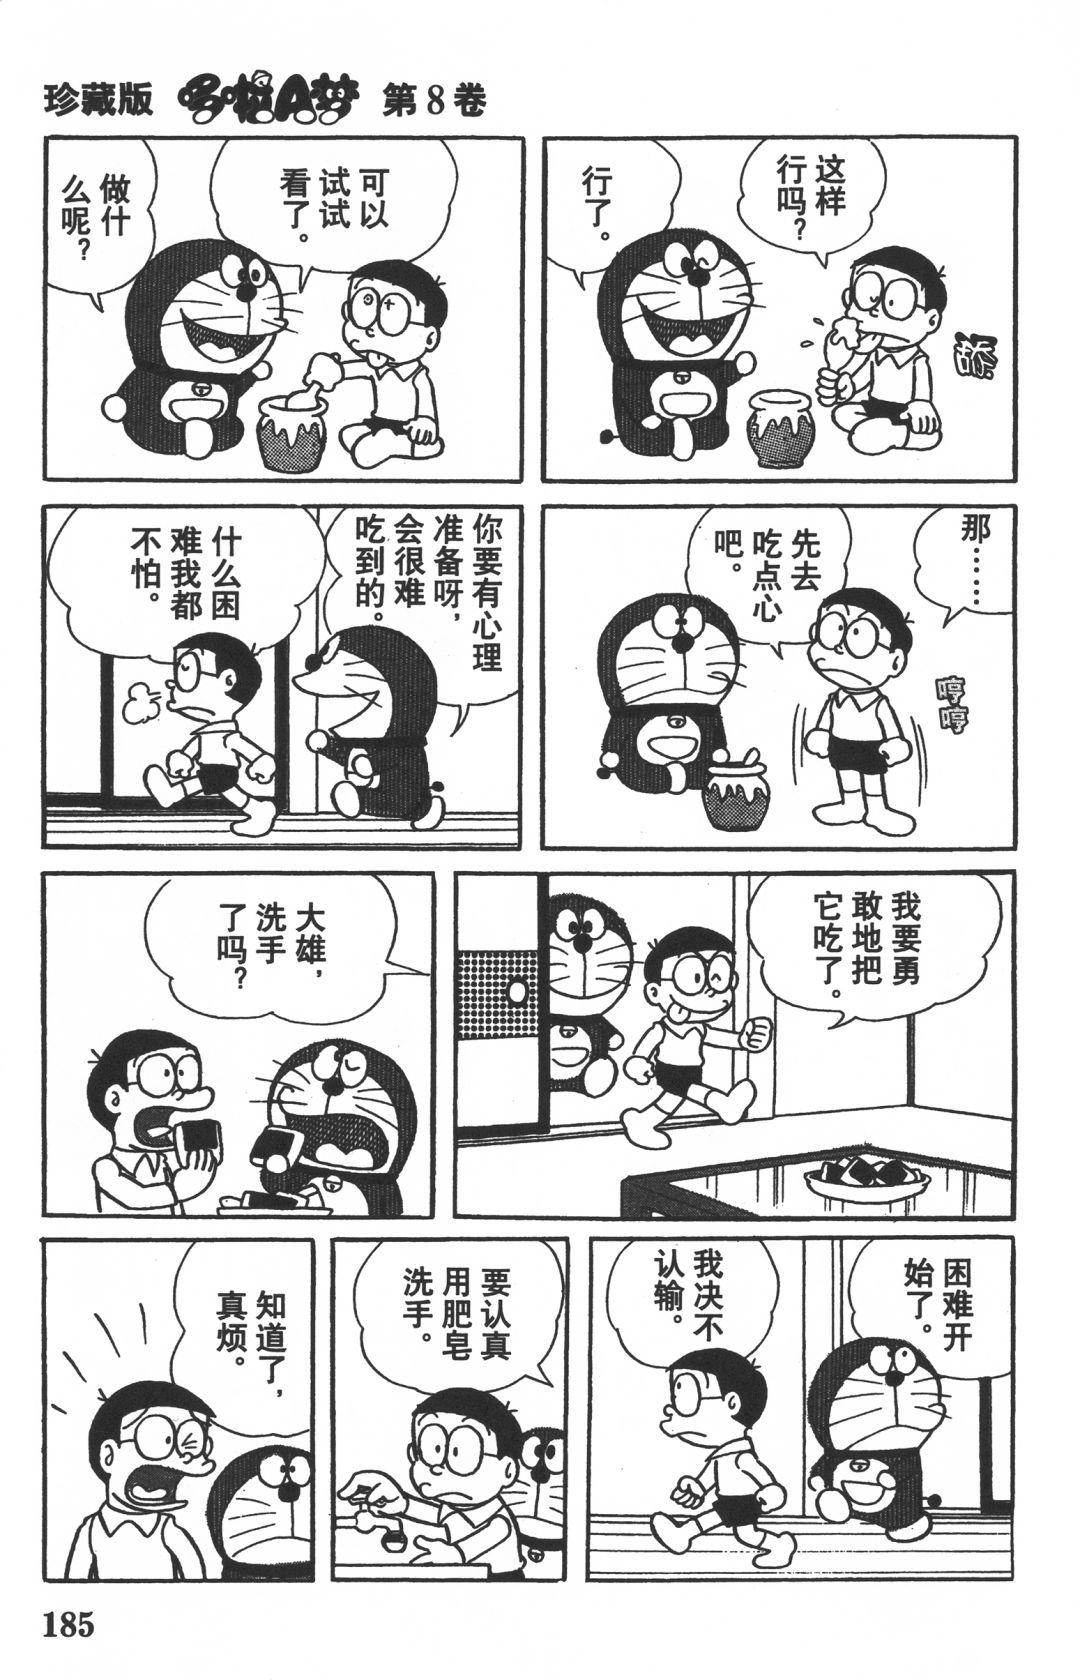 珍藏版 哆啦A梦 第8卷
这样
行吗?
行了。
舔
可以
试试
看了。
做什
么呢?
那……
先去
吃点心
吧。
哼哼
你要有心理
准备呀,
会很难
吃到的。
什么困
难我都
不怕。
我要勇
敢地把
它吃了。
大雄,
洗手
了吗?
困难开
始了。
我决不
认输。
要认真
用肥皂
洗手。
知道了,
真烦。
185